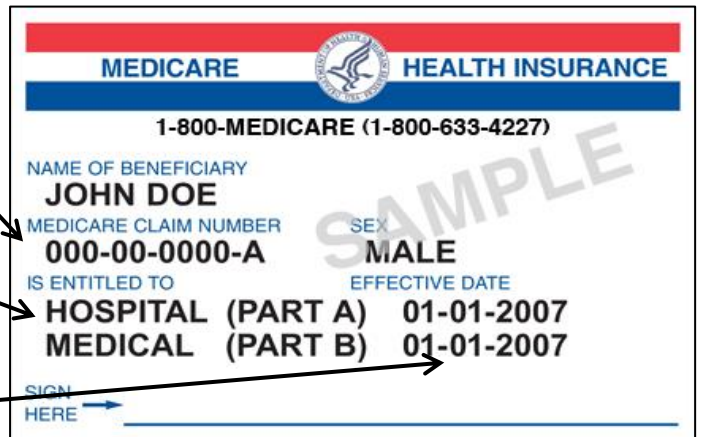 MEDICARE HEALTH INSURANCE
1-800-MEDICARE (1-800-633-4227)
NAME OF BENEFICIARY
JOHN DOE
MEDICARE CLAIM NUMBER SEX
000-00-0000-A MALE
IS ENTITLED TO EFFECTIVE DATE
HOSPITAL (PART A) 01-01-2007
MEDICAL (PART B) 01-01-2007
SIGN
HERE
SAMPLE